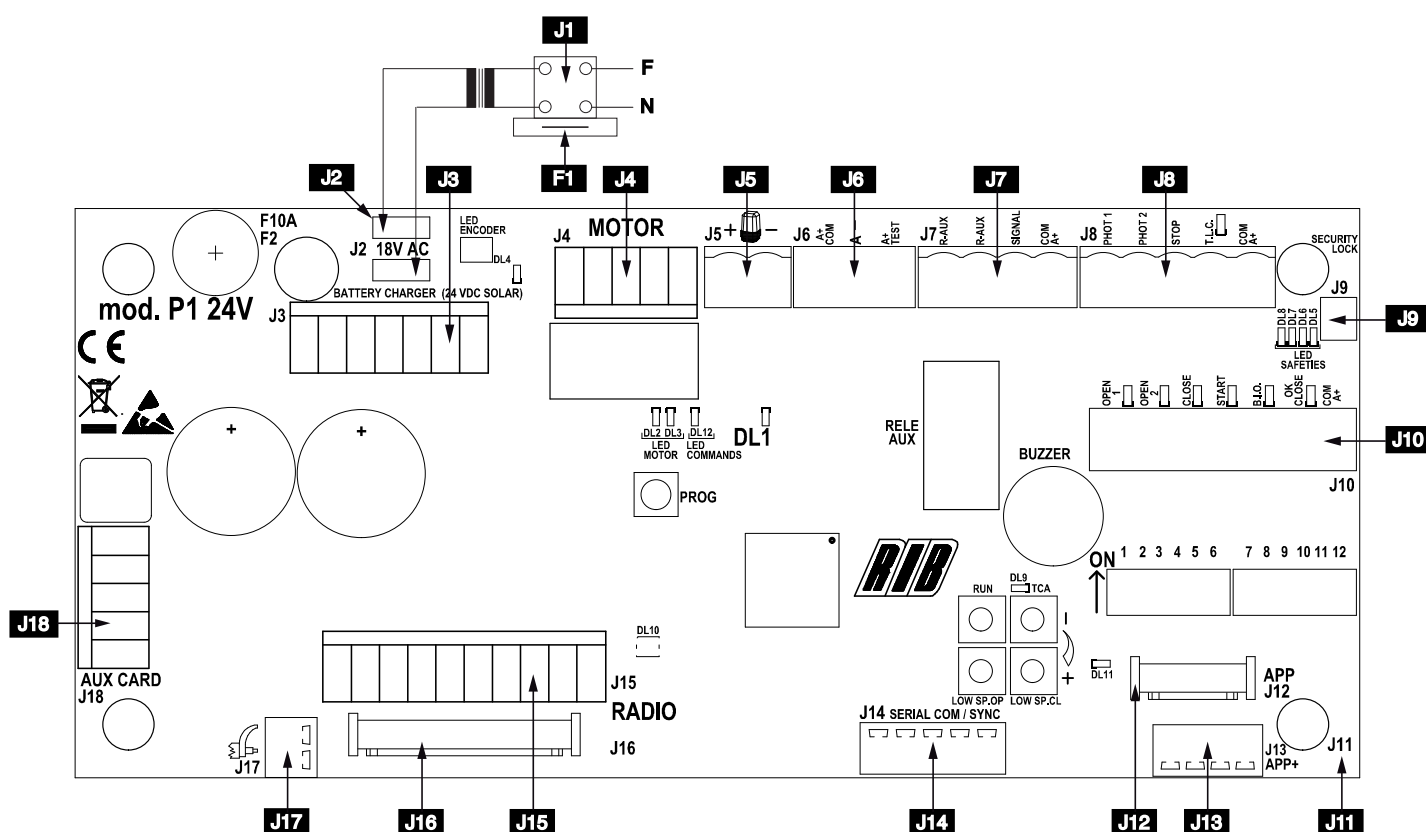 J1
F
N
F1
J2
J3
J4
J5
J6
J7
J8
F10A
F2
J2 18V AC
LED
ENCODER
DL4
BATTERY CHARGER (24 VDC SOLAR)
mod. P1 24V
J3
CE
J4
MOTOR
J5 + -
J6
A+
COM
A
A+
TEST
J7
R-AUX
R-AUX
SIGNAL
COM
A+
J8
PHOT 1
PHOT 2
STOP
T.L.C.
COM
A+
SECURITY
LOCK
J9
J9
DL8
DL7
DL6
DL5
LED
SAFETIES
OPEN
1
OPEN
2
CLOSE
START
B.I.O.
OK
CLOSE
COM
A+
J10
J10
+
+
DL2 DL3
LED
MOTOR
DL12
LED
COMMANDS
DL1
RELE
AUX
BUZZER
PROG
RIB
ON
1 2 3 4 5 6 7 8 9 10 11 12
RUN
DL9
TCA
-
+
LOW SP.OP
LOW SP.CL
DL11
DL10
J18
AUX CARD
J18
J15
RADIO
J16
J17
J14 SERIAL COM / SYNC
APP
J12
J13
APP+
J11
J17
J16
J15
J14
J12
J13
J11